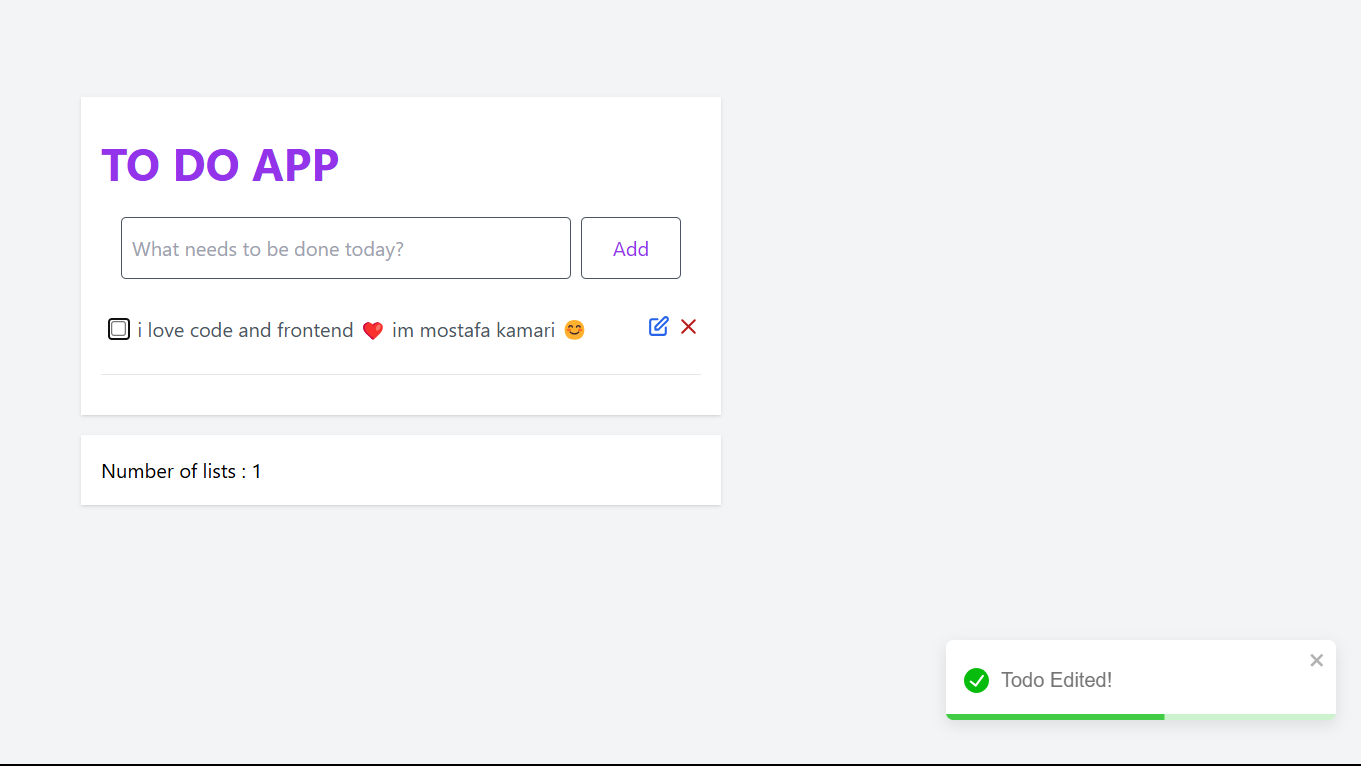 TO DO APP
What needs to be done today?
Add
i love code and frontend ❤️ im mostafa kamari 😊
Number of lists : 1
Todo Edited!